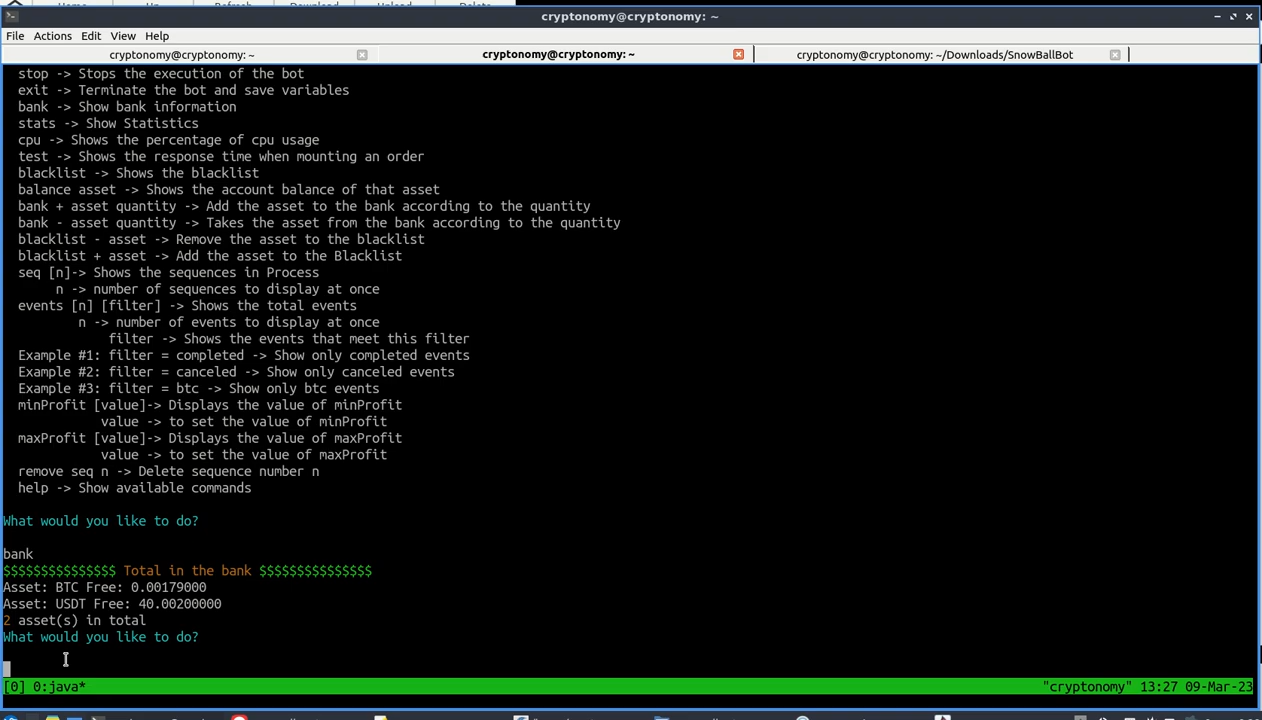 Home Up Refresh Download Upload Delete
cryptonomy@cryptonomy: ~
File Actions Edit View Help
cryptonomy@cryptonomy: ~ cryptonomy@cryptonomy: ~ cryptonomy@cryptonomy: ~/Downloads/SnowBallBot
stop -> Stops the execution of the bot
exit -> Terminate the bot and save variables
bank -> Show bank information
stats -> Show Statistics
cpu -> Shows the percentage of cpu usage
test -> Shows the response time when mounting an order
blacklist -> Shows the blacklist
balance asset -> Shows the account balance of that asset
bank + asset quantity -> Add the asset to the bank according to the quantity
bank - asset quantity -> Takes the asset from the bank according to the quantity
blacklist - asset -> Remove the asset to the blacklist
blacklist + asset -> Add the asset to the Blacklist
seq [n]-> Shows the sequences in Process
n -> number of sequences to display at once
events [n] [filter] -> Shows the total events
n -> number of events to display at once
filter -> Shows the events that meet this filter
Example #1: filter = completed -> Show only completed events
Example #2: filter = canceled -> Show only canceled events
Example #3: filter = btc -> Show only btc events
minProfit [value]-> Displays the value of minProfit
value -> to set the value of minProfit
maxProfit [value]-> Displays the value of maxProfit
value -> to set the value of maxProfit
remove seq n -> Delete sequence number n
help -> Show available commands
What would you like to do?
bank
$$$$$$$$$$$$$$$ Total in the bank $$$$$$$$$$$$$$$
Asset: BTC Free: 0.00179000
Asset: USDT Free: 40.00200000
2 asset(s) in total
What would you like to do?
[0] 0:java* "cryptonomy" 13:27 09-Mar-23